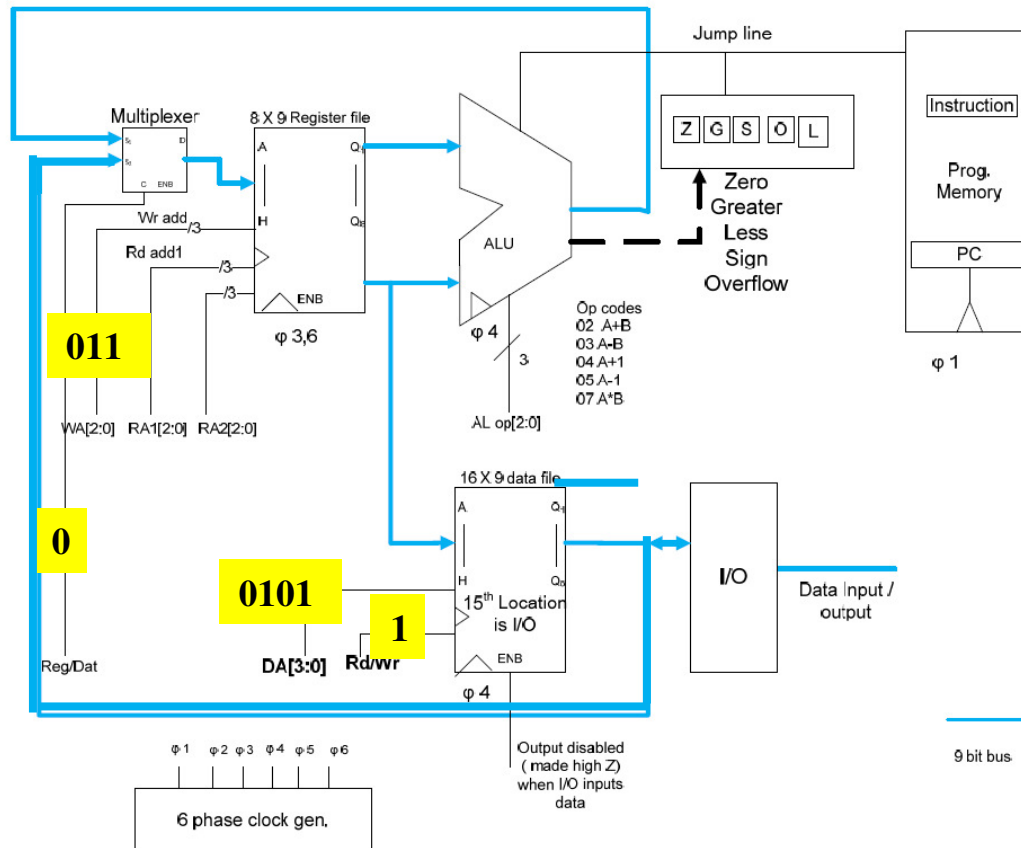 Jump line
Multiplexer
8 X 9 Register file
Instruction
Prog.
Memory
PC
φ 1
Z G S O L
Zero
Greater
Less
Sign
Overflow
A
H
ENB
C ENB
Wr add
/3
Rd add1
/3
/3
φ 3,6
ALU
φ 4
3
Op codes
02 A+B
03 A-B
04 A+1
05 A-1
07 A*B
011
WA[2:0] RA1[2:0] RA2[2:0]
AL op[2:0]
16 X 9 data file
A
H
15th Location
is I/O
ENB
φ 4
0
0101
1
Reg/Dat
DA[3:0] Rd/Wr
I/O
Data Input /
output
Output disabled
( made high Z)
when I/O inputs
data
9 bit bus
φ 1 φ 2 φ 3 φ 4 φ 5 φ 6
6 phase clock gen.